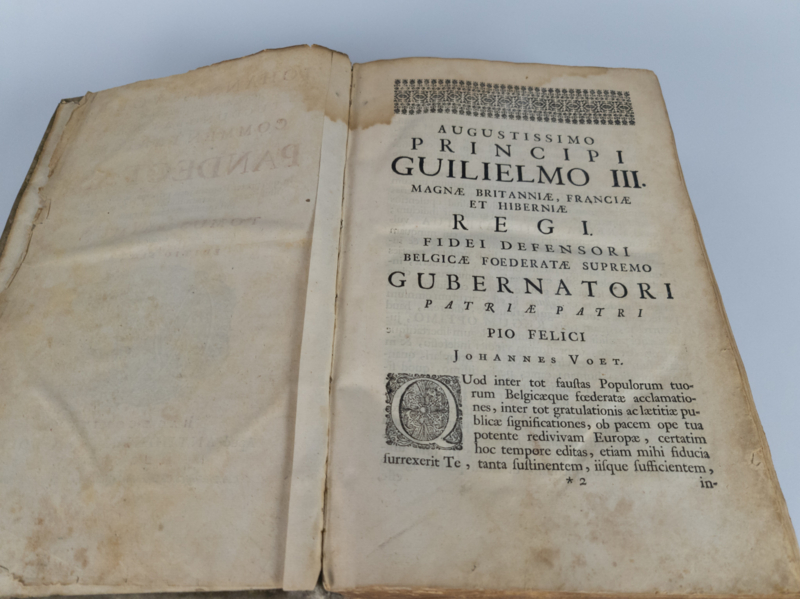 AUGUSTISSIMO
PRINCIPI
GUILIELMO III.
MAGNÆ BRITANNIÆ, FRANCIÆ
ET HIBERNIÆ
REGI.
FIDEI DEFENSORI
BELGICÆ FOEDERATÆ SUPREMO
GUBERNATORI
PATRIÆ PATRI
PIO FELICI
JOHANNES VOET.
QUod inter tot fauſtas Populorum tuo-
rum Belgicæque fœderatæ acclamatio-
nes, inter tot gratulationis ac lætitiæ pu-
blicæ ſignificationes, ob pacem ope tua
potente redivivam Europæ, certatim
hoc tempore editas, etiam mihi fiducia
ſurrexerit Te, tanta ſuſtinentem, iiſque ſufficientem,
* 2
in-